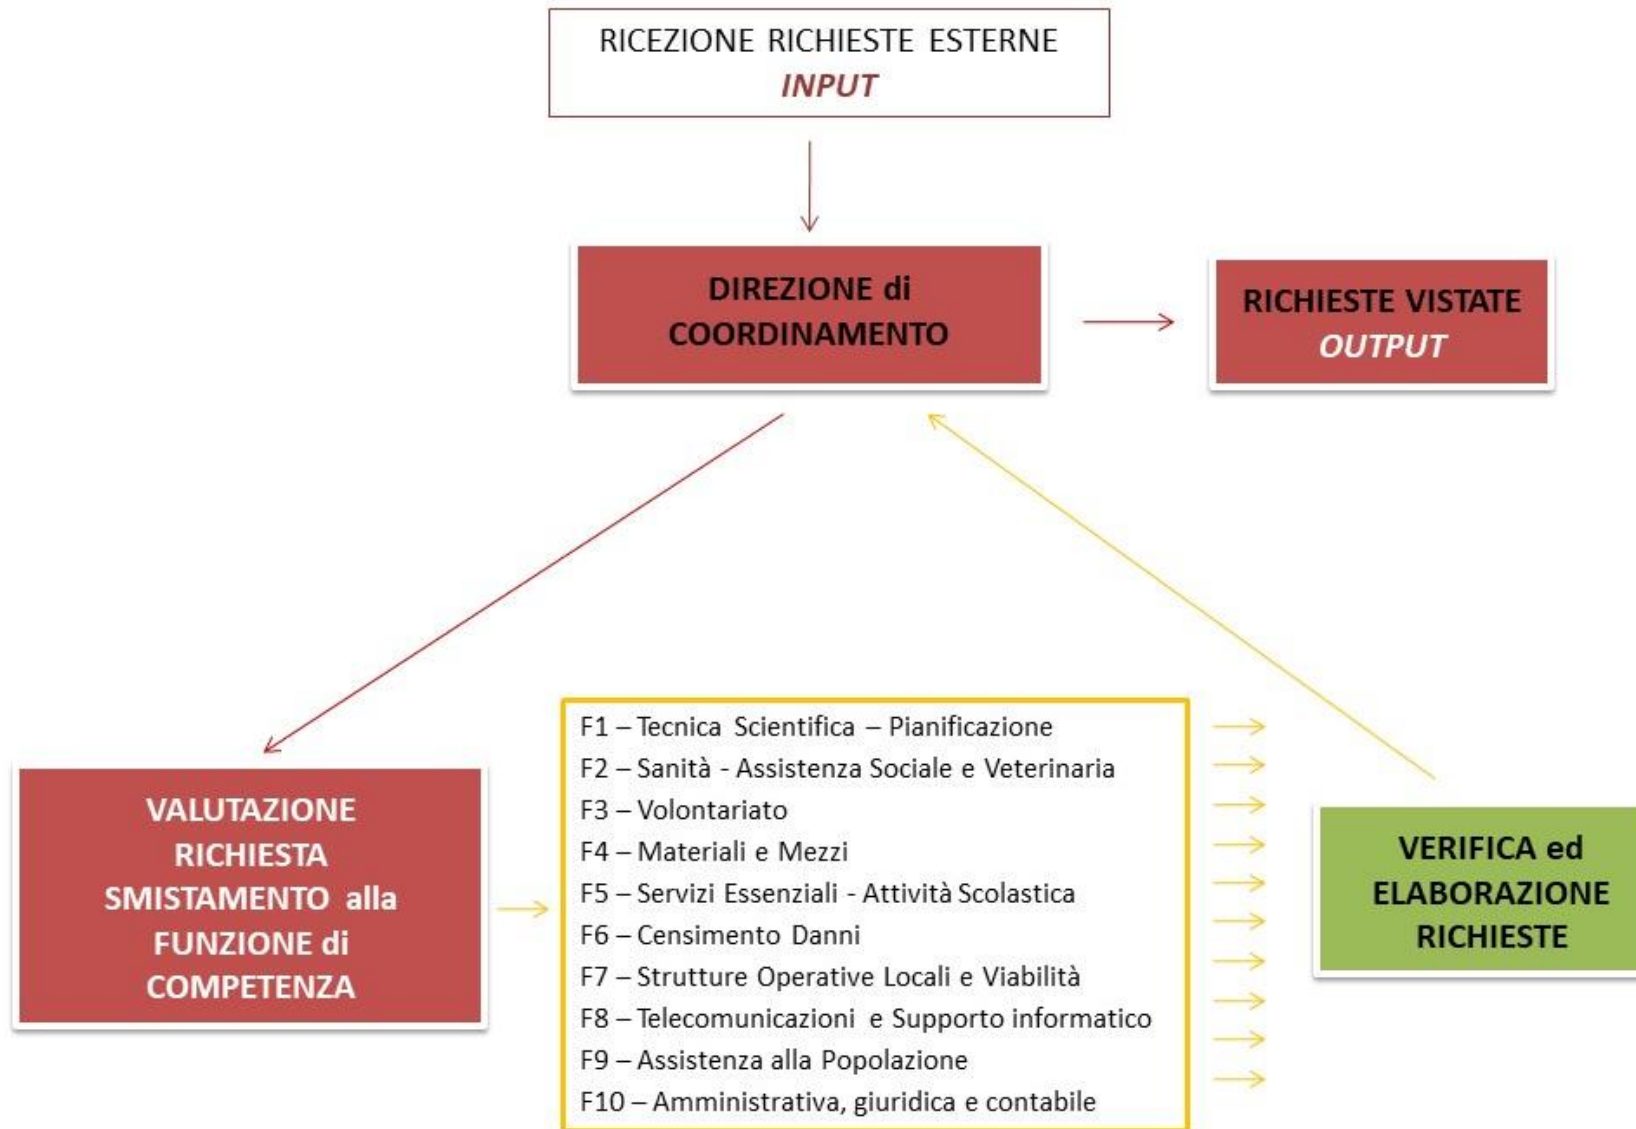 RICEZIONE RICHIESTE ESTERNE
INPUT
DIREZIONE di
COORDINAMENTO
RICHIESTE VISTATE
OUTPUT
VALUTAZIONE
RICHIESTA
SMISTAMENTO alla
FUNZIONE di
COMPETENZA
F1 – Tecnica Scientifica – Pianificazione
F2 – Sanità - Assistenza Sociale e Veterinaria
F3 – Volontariato
F4 – Materiali e Mezzi
F5 – Servizi Essenziali - Attività Scolastica
F6 – Censimento Danni
F7 – Strutture Operative Locali e Viabilità
F8 – Telecomunicazioni e Supporto informatico
F9 – Assistenza alla Popolazione
F10 – Amministrativa, giuridica e contabile
VERIFICA ed
ELABORAZIONE
RICHIESTE